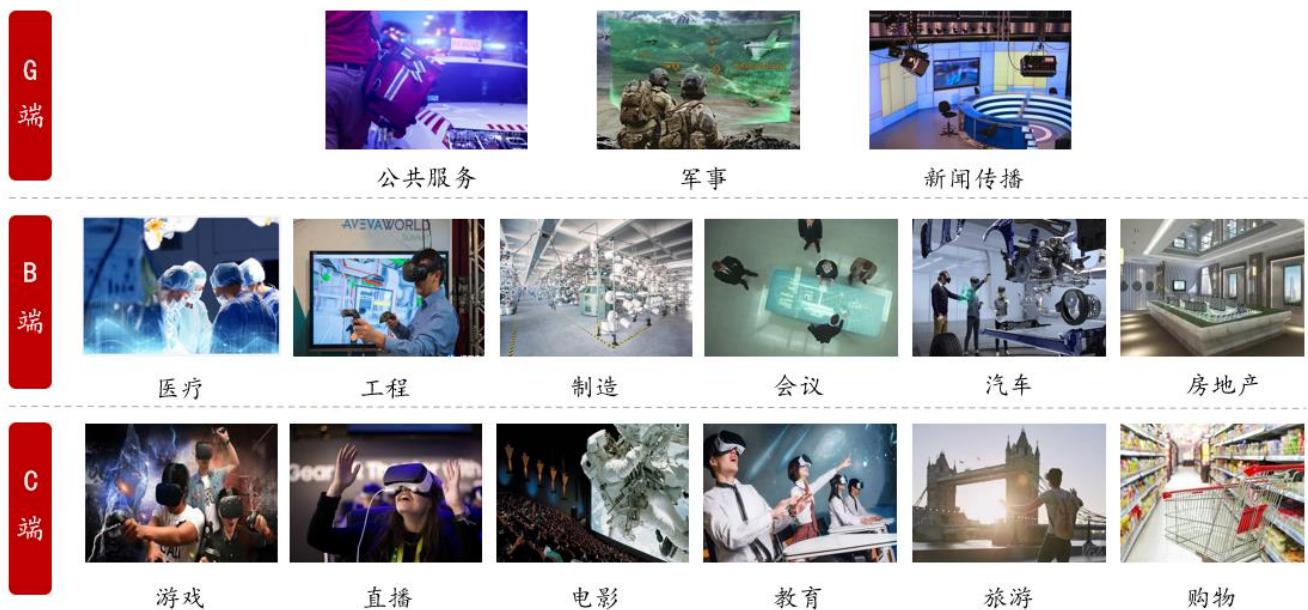 G端
公共服务
军事
新闻传播
B端
AVEVAWORLD
医疗
工程
制造
会议
汽车
房地产
C端
游戏
直播
电影
教育
旅游
购物